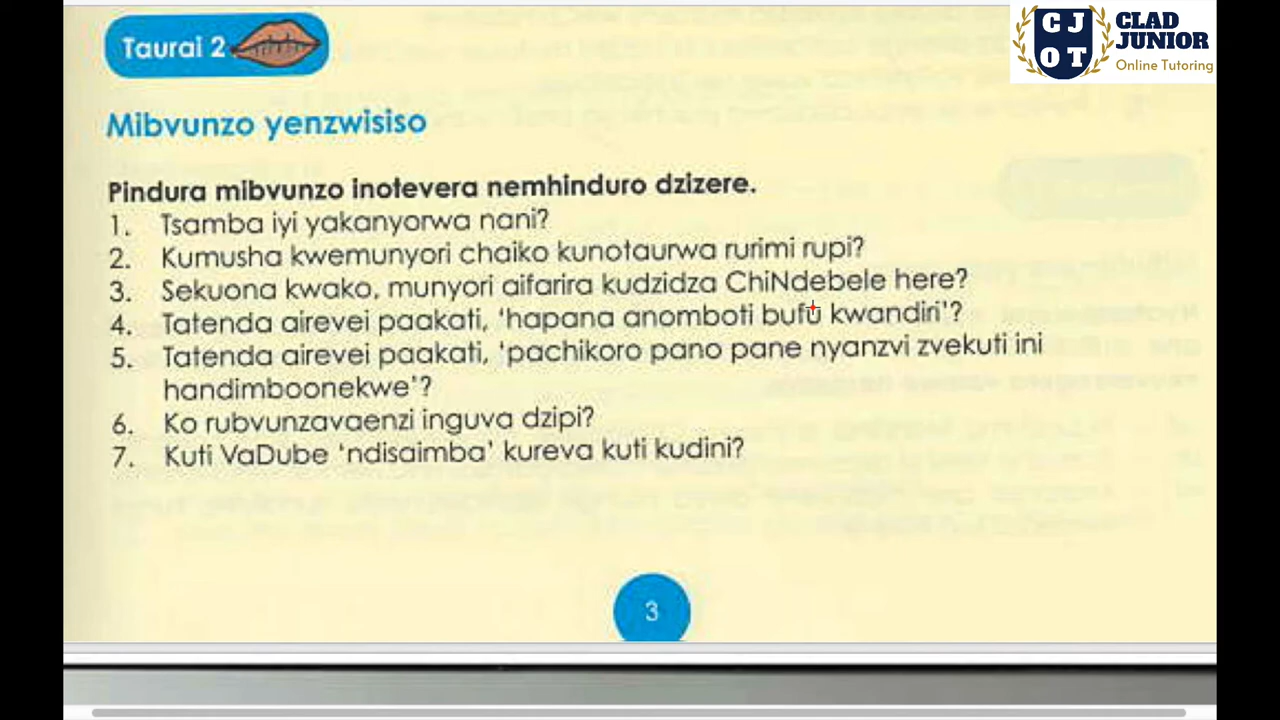 CJOT
CLAD
JUNIOR
Online Tutoring
Taurai 2
Mibvunzo yenzwisiso
Pindura mibvunzo inotevera nemhinduro dzizere.
1. Tsamba iyi yakanyorwa nani?
2. Kumusha kwemunyori chaiko kunotaurwa rurimi rupi?
3. Sekuona kwako, munyori aifarira kudzidza ChiNdebele here?
4. Tatenda airevei paakati, ‘hapana anomboti bufu kwandiri’?
5. Tatenda airevei paakati, ‘pachikoro pano pane nyanzvi zvekuti ini
handimboonekwe’?
6. Ko rubvunzavaenzi inguva dzipi?
7. Kuti VaDube ‘ndisaimba’ kureva kuti kudini?
3